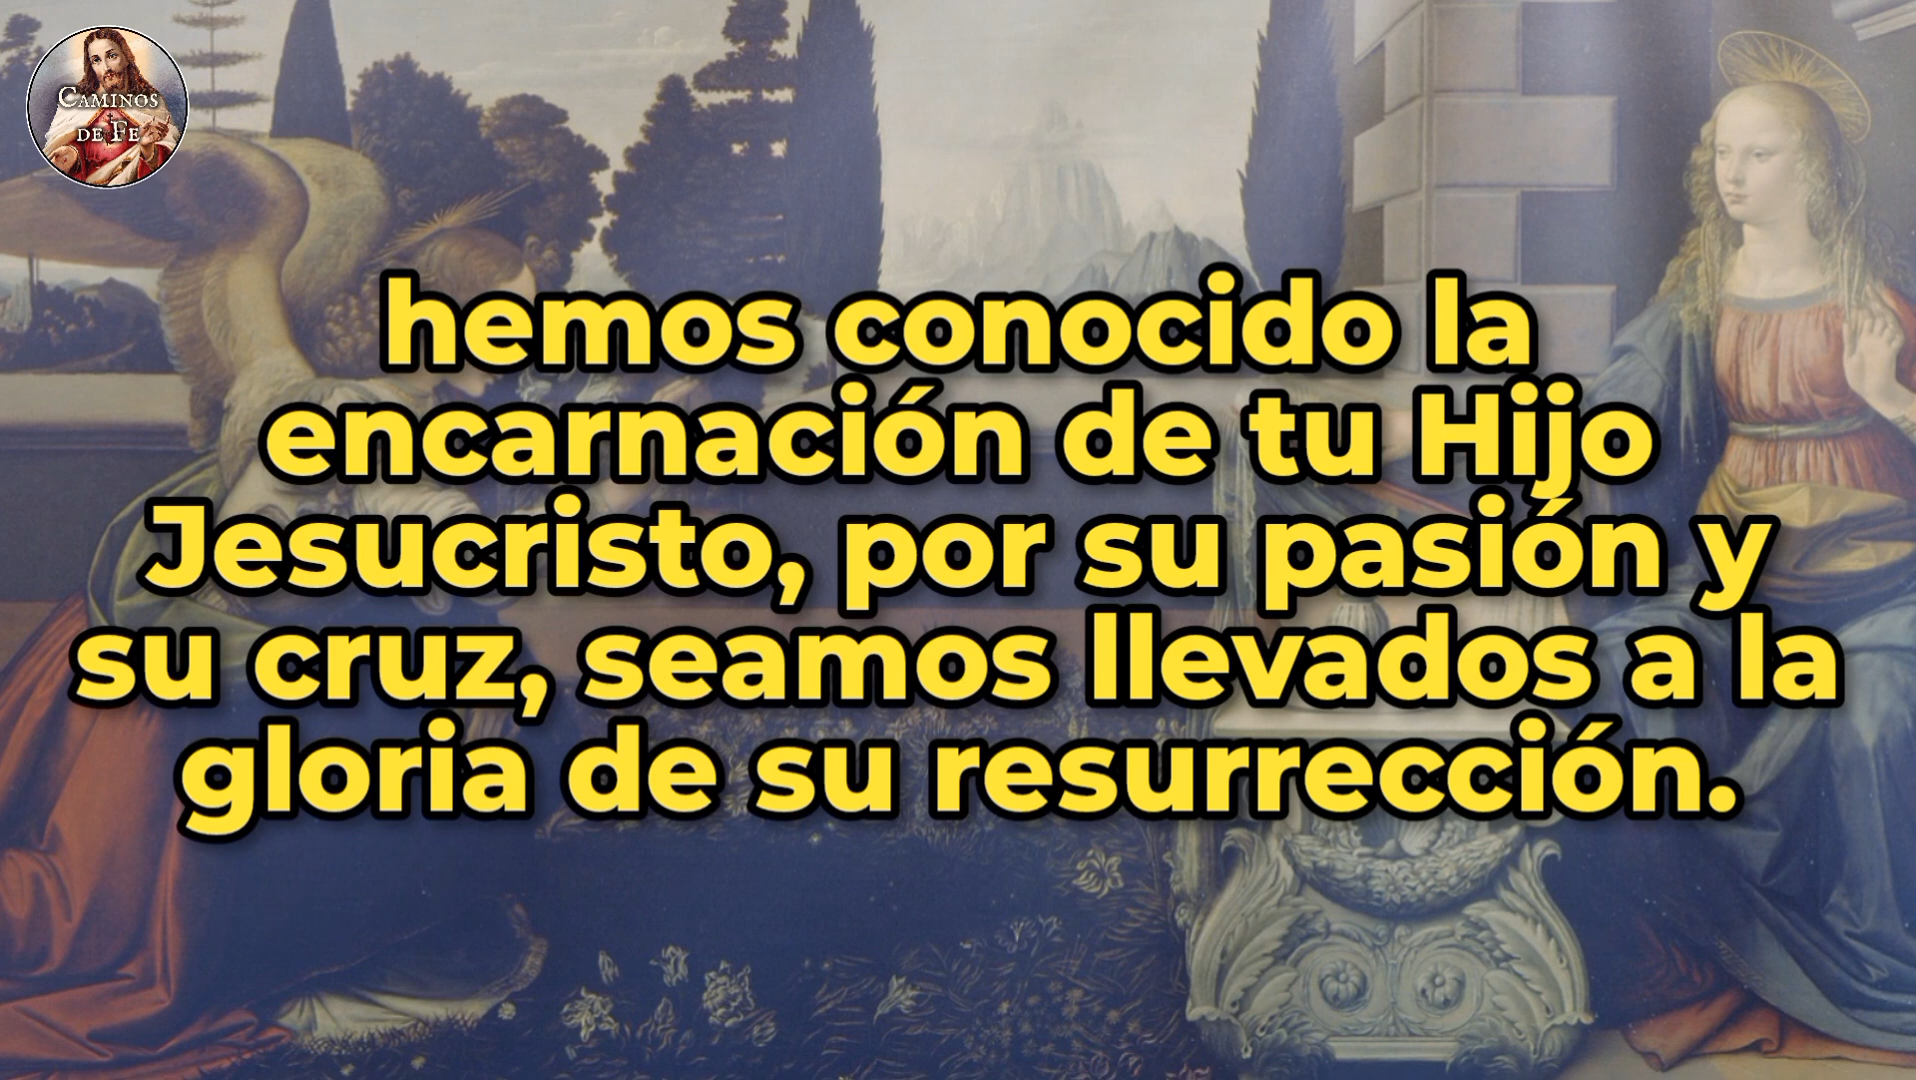 CAMINOS
DE FE
hemos conocido la
encarnación de tu Hijo
Jesucristo, por su pasión y
su cruz, seamos llevados a la
gloria de su resurrección.